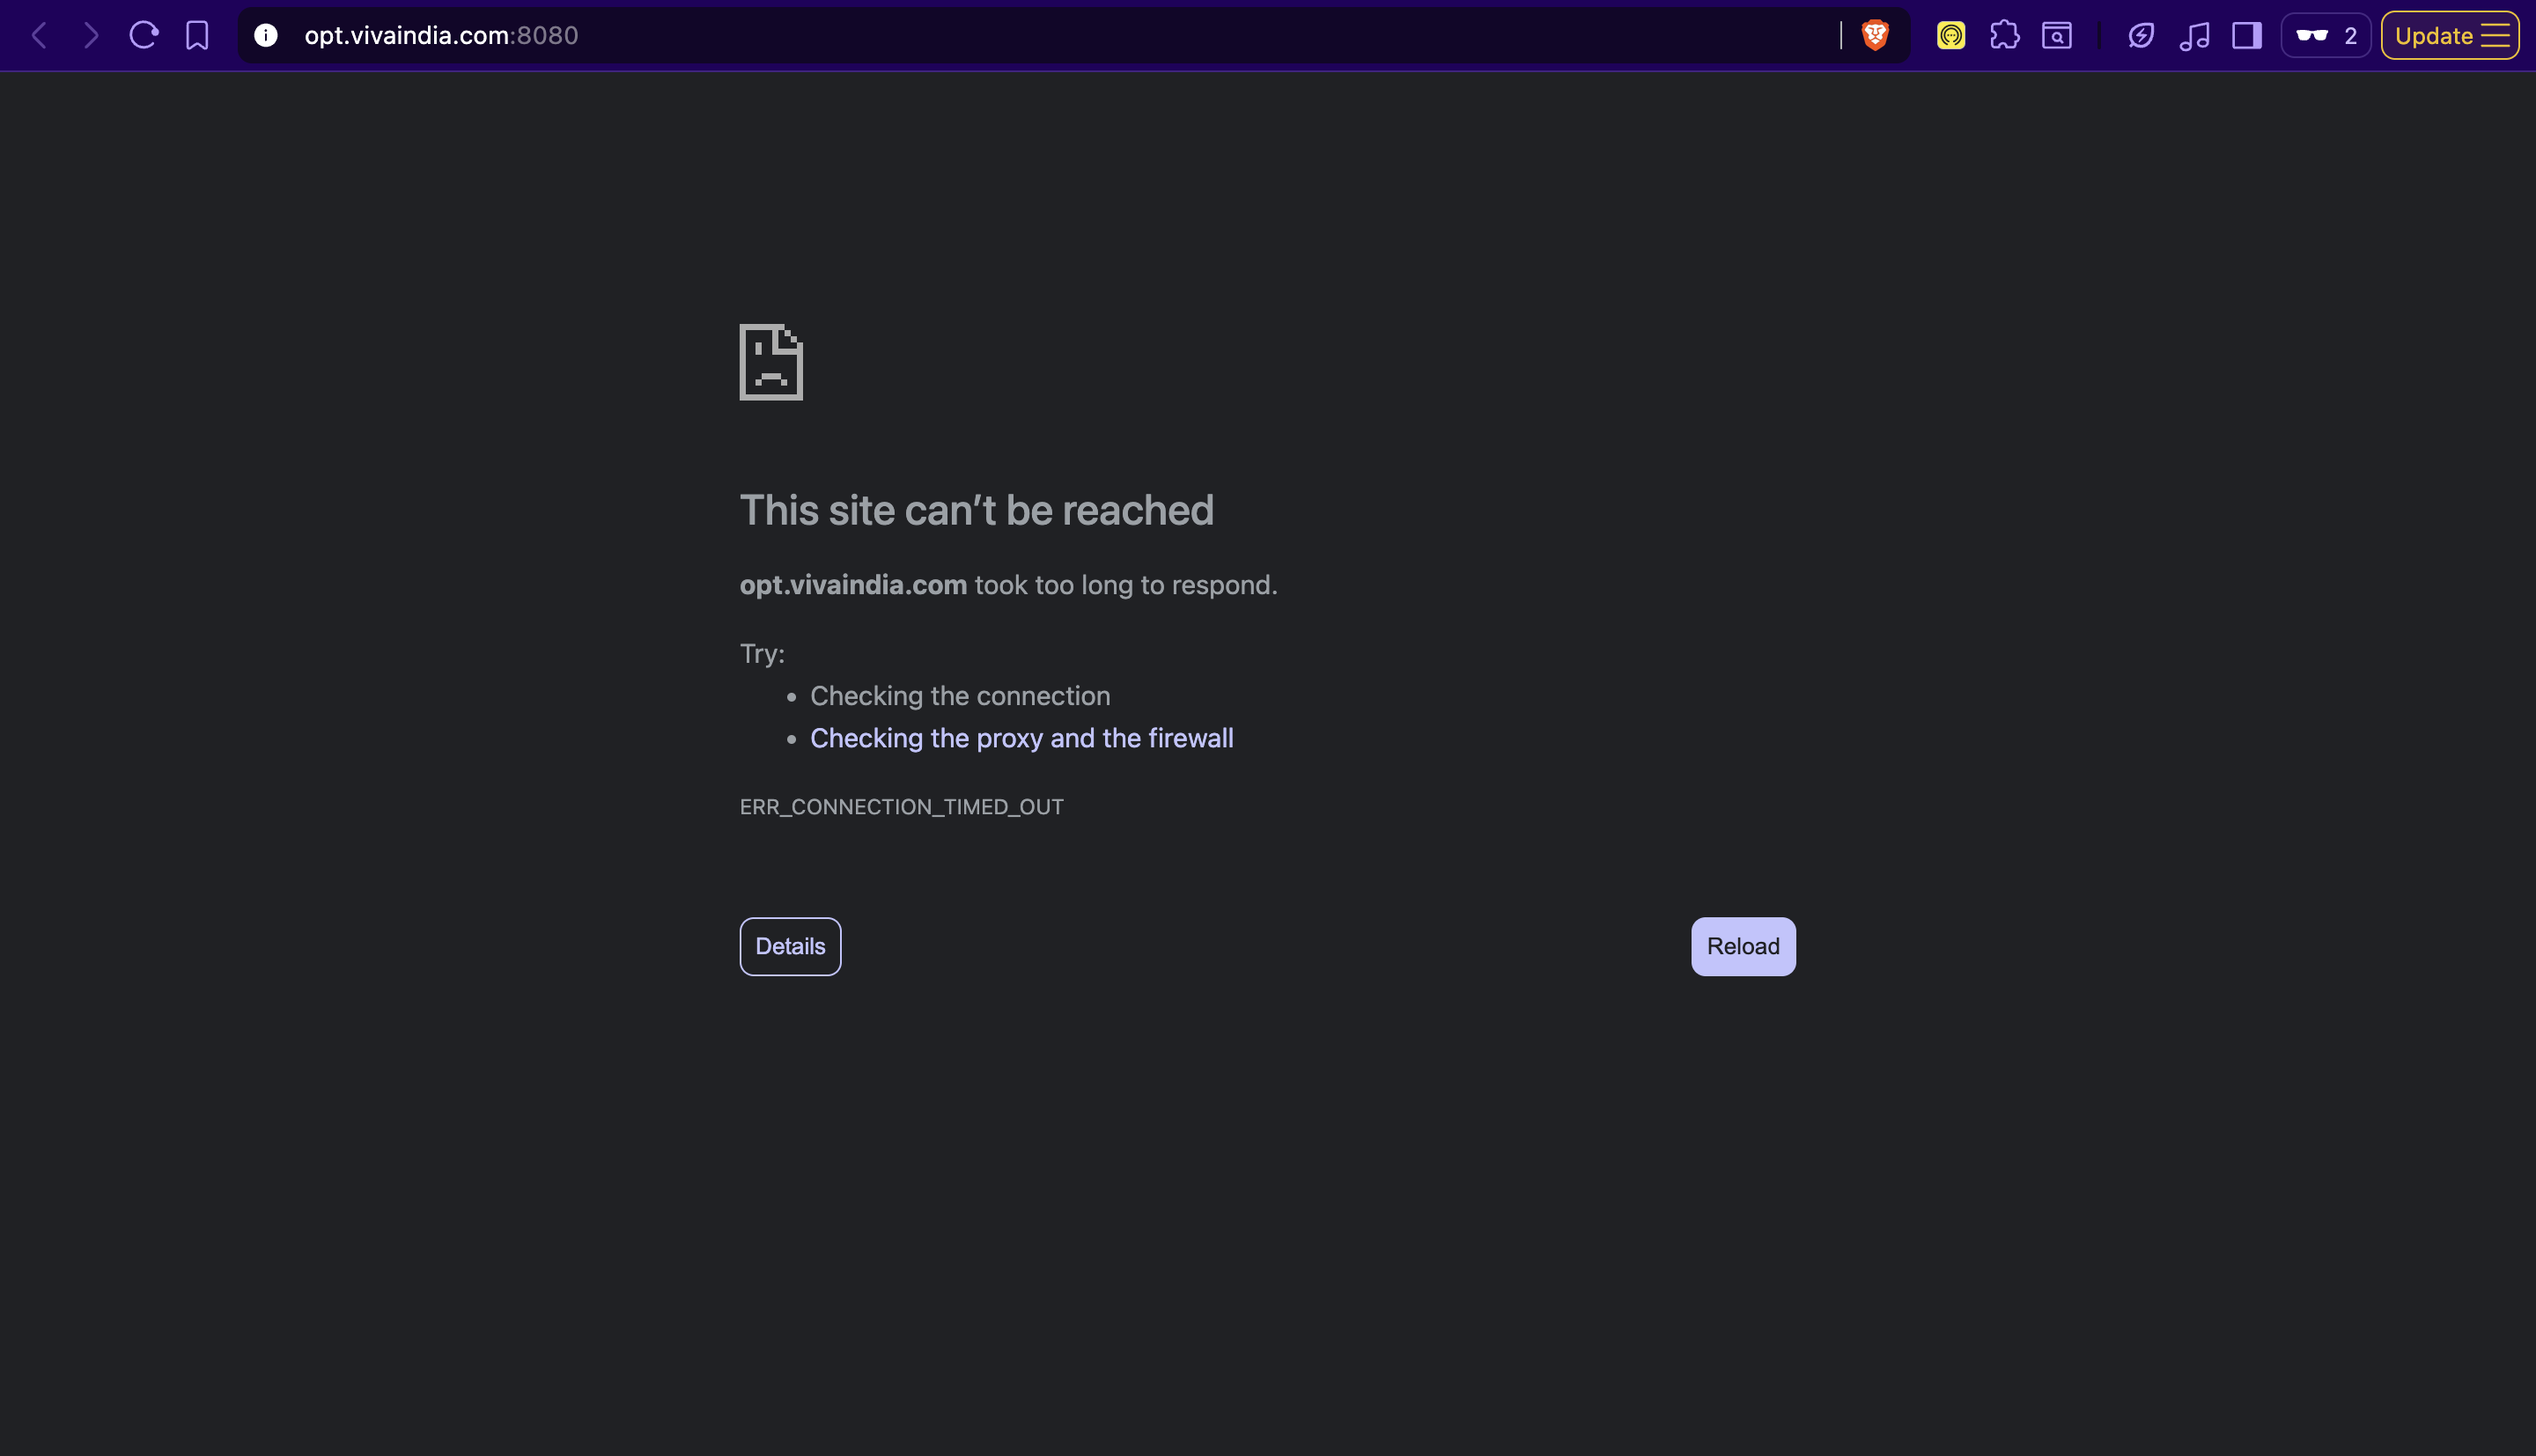 opt.vivaindia.com:8080
2
Update
This site can’t be reached
opt.vivaindia.com took too long to respond.
Try:
Checking the connection
Checking the proxy and the firewall
ERR_CONNECTION_TIMED_OUT
Details
Reload